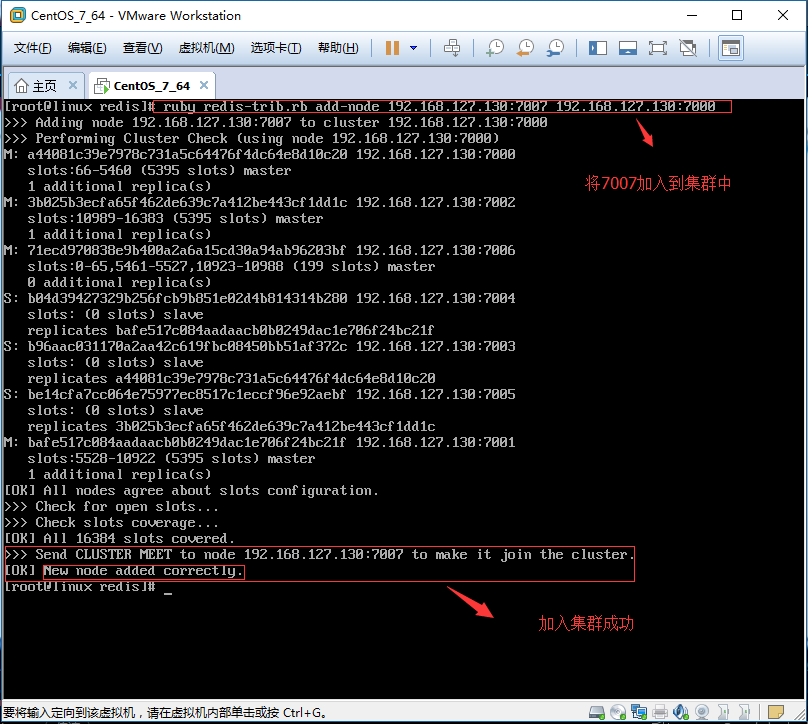 CentOS_7_64 - VMware Workstation
文件(F) 编辑(E) 查看(V) 虚拟机(M) 选项卡(T) 帮助(H)
主页 CentOS_7_64
[root@linux redis]# ruby redis-trib.rb add-node 192.168.127.130:7007 192.168.127.130:7000
>>> Adding node 192.168.127.130:7007 to cluster 192.168.127.130:7000
>>> Performing Cluster Check (using node 192.168.127.130:7000)
M: a44081c39e7978c731a5c64476f4dc64e8d10c20 192.168.127.130:7000
slots:66-5460 (5395 slots) master
1 additional replica(s)
将7007加入到集群中
M: 3b025b3ecfa65f462de639c7a412be443cf1dd1c 192.168.127.130:7002
slots:10989-16383 (5395 slots) master
1 additional replica(s)
M: 71ecd970838e9b400a2a6a15cd30a94ab96203bf 192.168.127.130:7006
slots:0-65,5461-5527,10923-10988 (199 slots) master
0 additional replica(s)
S: b04d39427329b256fcb9b851e02d4b814314b280 192.168.127.130:7004
slots: (0 slots) slave
replicates bafe517c084aadaacb0b0249dac1e706f24bc21f
S: b96aac031170a2aa42c619fbc08450bb51af372c 192.168.127.130:7003
slots: (0 slots) slave
replicates a44081c39e7978c731a5c64476f4dc64e8d10c20
S: be14cfa7cc064e75977ec8517c1eccf96e92aebf 192.168.127.130:7005
slots: (0 slots) slave
replicates 3b025b3ecfa65f462de639c7a412be443cf1dd1c
M: bafe517c084aadaacb0b0249dac1e706f24bc21f 192.168.127.130:7001
slots:5528-10922 (5395 slots) master
1 additional replica(s)
[OK] All nodes agree about slots configuration.
>>> Check for open slots...
>>> Check slots coverage...
[OK] All 16384 slots covered.
>>> Send CLUSTER MEET to node 192.168.127.130:7007 to make it join the cluster.
[OK] New node added correctly.
[root@linux redis]# _
加入集群成功
要将输入定向到该虚拟机，请在虚拟机内部单击或按 Ctrl+G。